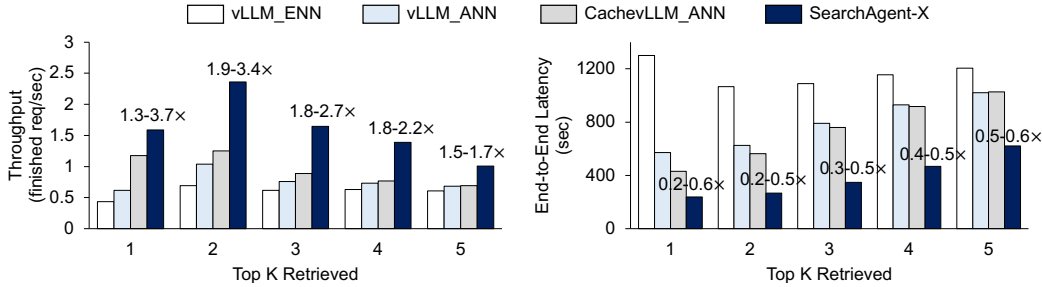 vLLM_ENN vLLM_ANN CachevLLM_ANN SearchAgent-X
Throughput
(finished req/sec)
3
2.5
2
1.5
1
0.5
0
1.3-3.7×
1.9-3.4×
1.8-2.7×
1.8-2.2×
1.5-1.7×
1 2 3 4 5
Top K Retrieved
End-to-End Latency
(sec)
1200
800
400
0
0.2-0.6×
0.2-0.5×
0.3-0.5×
0.4-0.5×
0.5-0.6×
1 2 3 4 5
Top K Retrieved